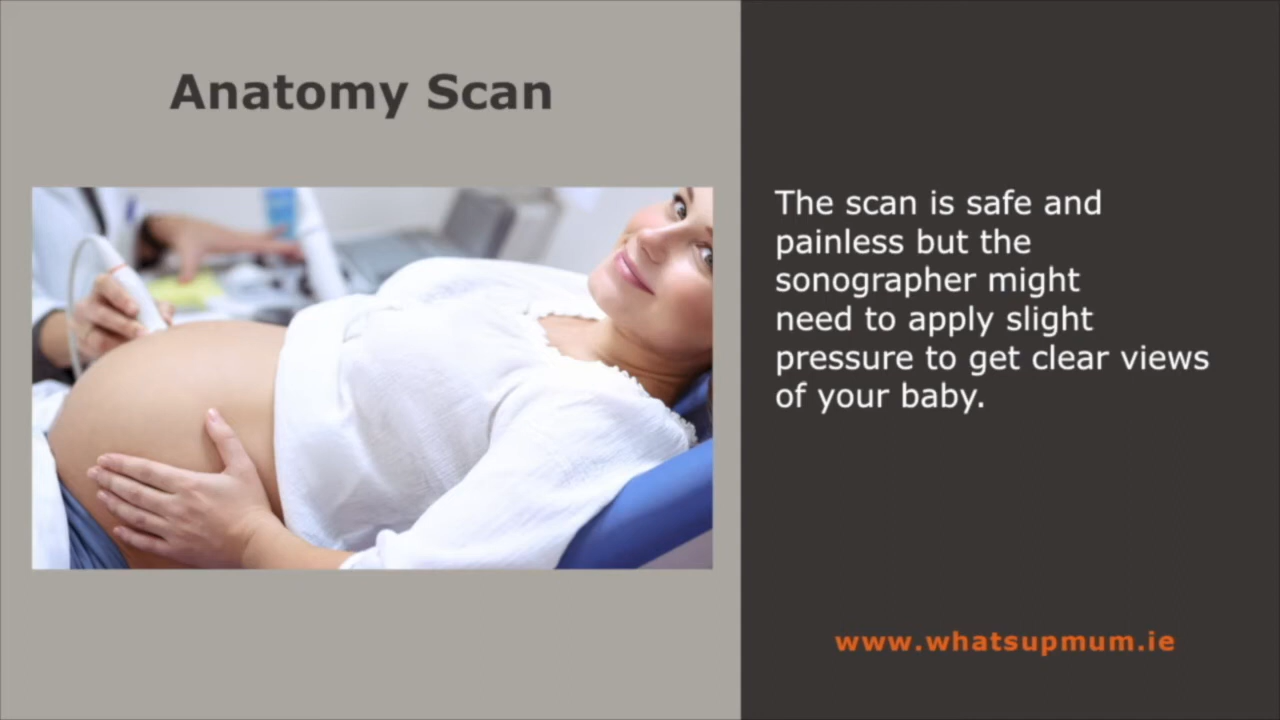 Anatomy Scan
The scan is safe and
painless but the
sonographer might
need to apply slight
pressure to get clear views
of your baby.
www.whatsupmum.ie